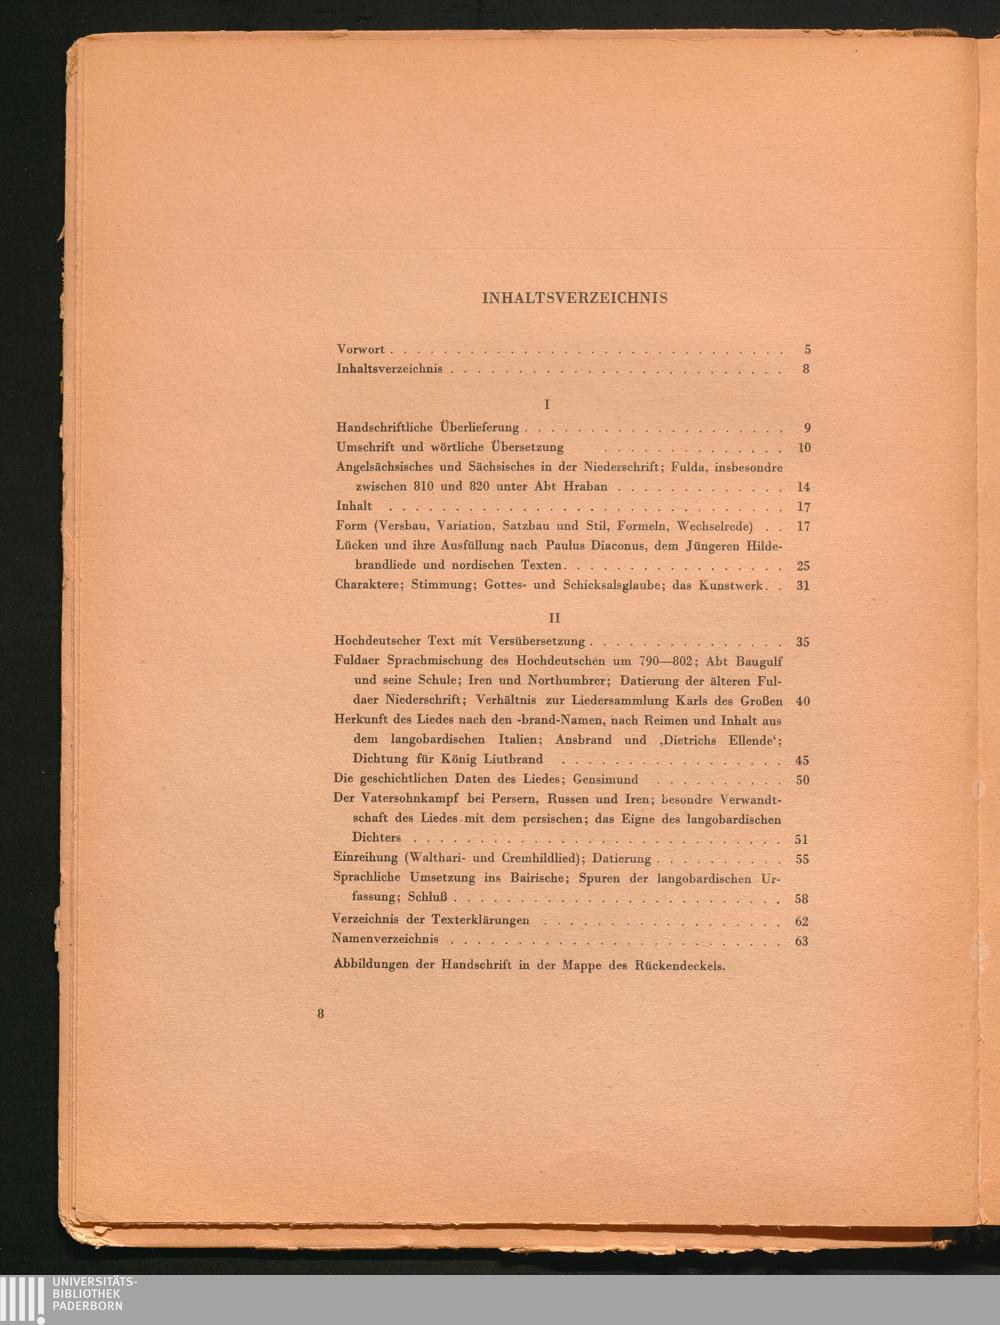 INHALTSVERZEICHNIS
Vorwort . . . . . . . . . . . . . . . . . . . . . . . . . . . . . . 5
Inhaltsverzeichnis . . . . . . . . . . . . . . . . . . . . . . . . . 8
I
Handschriftliche Überlieferung . . . . . . . . . . . . . . . . . . . . 9
Umschrift und wörtliche Übersetzung . . . . . . . . . . . . . . 10
Angelsächsisches und Sächsisches in der Niederschrift; Fulda, insbesondre
zwischen 810 und 820 unter Abt Hraban . . . . . . . . . . . . . 14
Inhalt . . . . . . . . . . . . . . . . . . . . . . . . . . . . . . 17
Form (Versbau, Variation, Satzbau und Stil, Formeln, Wechselrede) . . 17
Lücken und ihre Ausfüllung nach Paulus Diaconus, dem Jüngeren Hilde-
brandliede und nordischen Texten . . . . . . . . . . . . . . . . . 25
Charaktere; Stimmung; Gottes- und Schicksalsglaube; das Kunstwerk . . 31
II
Hochdeutscher Text mit Versübersetzung . . . . . . . . . . . . . . . 35
Fuldaer Sprachmischung des Hochdeutschen um 790—802; Abt Baugulf
und seine Schule; Iren und Northumbrer; Datierung der älteren Ful-
daer Niederschrift; Verhältnis zur Liedersammlung Karls des Großen 40
Herkunft des Liedes nach den -brand-Namen, nach Reimen und Inhalt aus
dem langobardischen Italien; Ansbrand und ‚Dietrichs Ellende‘;
Dichtung für König Liutbrand . . . . . . . . . . . . . . . . . 45
Die geschichtlichen Daten des Liedes; Gensimund . . . . . . . . . . 50
Der Vatersohnkampf bei Persern, Russen und Iren; besondre Verwandt-
schaft des Liedes mit dem persischen; das Eigne des langobardischen
Dichters . . . . . . . . . . . . . . . . . . . . . . . . . . . . 51
Einreihung (Walthari- und Cremhildlied); Datierung . . . . . . . . . . 55
Sprachliche Umsetzung ins Bairische; Spuren der langobardischen Ur-
fassung; Schluß . . . . . . . . . . . . . . . . . . . . . . . . . 58
Verzeichnis der Texterklärungen . . . . . . . . . . . . . . . . . . 62
Namenverzeichnis . . . . . . . . . . . . . . . . . . . . . . . . . 63
Abbildungen der Handschrift in der Mappe des Rückendeckels.
8
UNIVERSITÄTS-
BIBLIOTHEK
PADERBORN